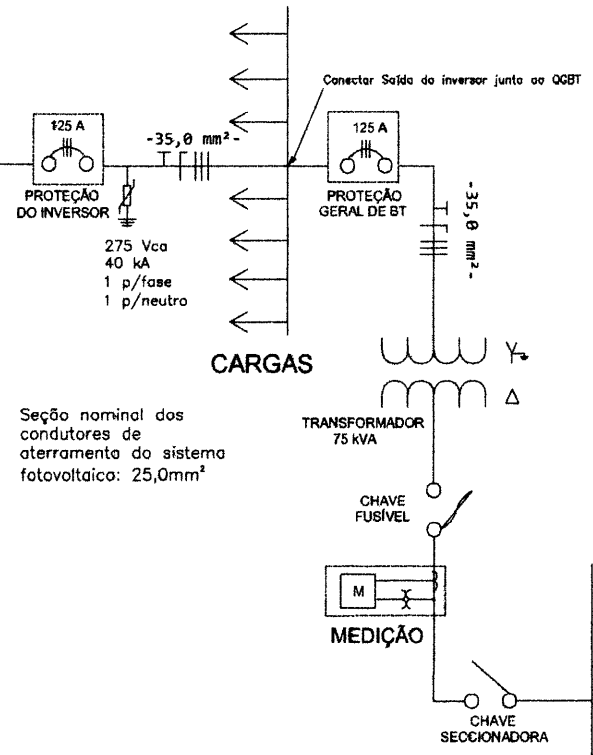 Conectar Saída do inversor junto ao QGBT
125 A
-35,0 mm²-
125 A
PROTEÇÃO
DO INVERSOR
PROTEÇÃO
GERAL DE BT
-35,0 mm²-
275 Vca
40 kA
1 p/fase
1 p/neutro
CARGAS
Y
Δ
TRANSFORMADOR
75 kVA
Seção nominal dos
condutores de
aterramento do sistema
fotovoltaico: 25,0mm²
CHAVE
FUSÍVEL
M
MEDIÇÃO
CHAVE
SECCIONADORA